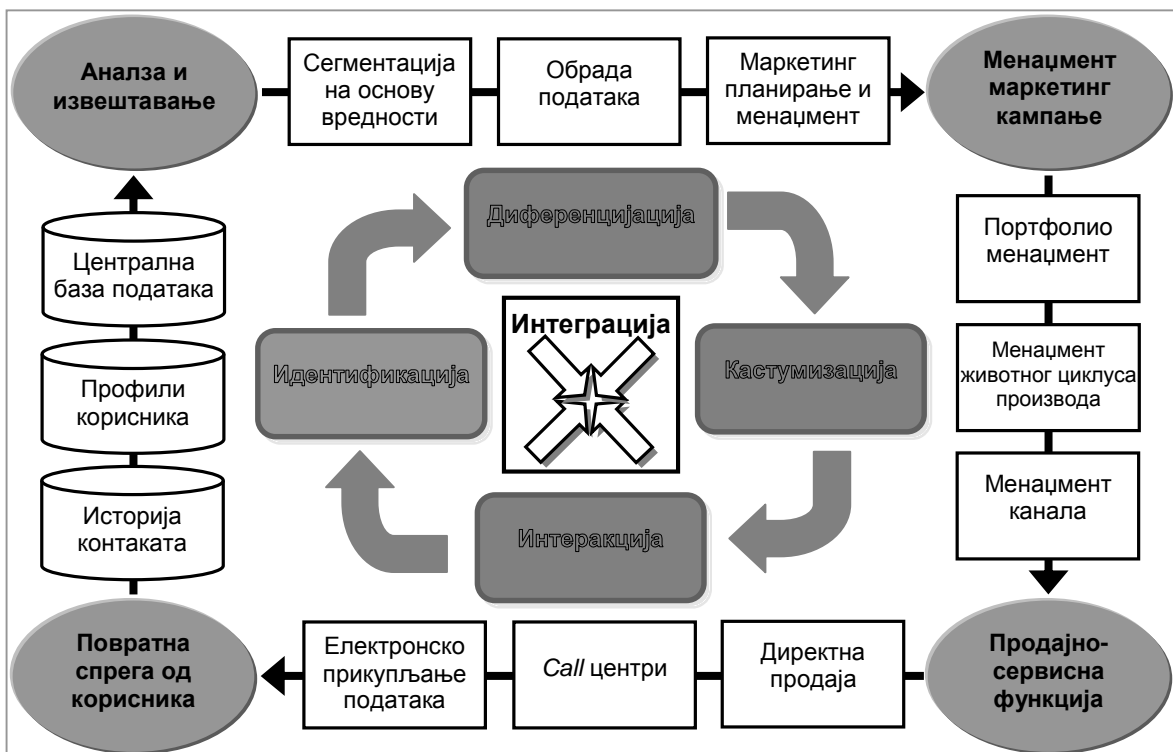 Аналза и
извештавање
Сегментација
на основу
вредности
Обрада
података
Маркетинг
планирање и
менаџмент
Менаџмент
маркетинг
кампање
Диференцијација
Централна
база података
Портфолио
менаџмент
Интеграција
Идентификација
Кастумизација
Профили
корисника
Менаџмент
животног циклуса
производа
Историја
контаката
Интеракција
Менаџмент
канала
Повратна
спрега од
корисника
Електронско
прикупљање
података
Call центри
Директна
продаја
Продајно-
сервисна
функција